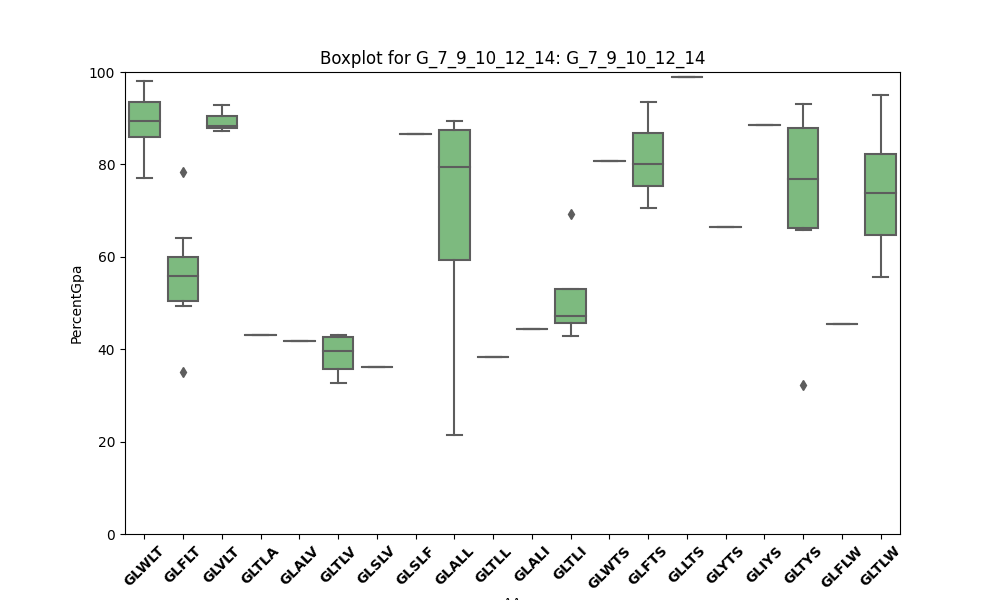 Boxplot for G_7_9_10_12_14: G_7_9_10_12_14
100
80
60
40
20
0
PercentGpa
GLWLT
GLFLT
GLVLT
GLTLA
GLALV
GLTLV
GLSLV
GLSLF
GLALL
GLTLL
GLALI
GLTLI
GLWTS
GLFTS
GLLTS
GLYTS
GLIYS
GLTYS
GLFLW
GLTLW